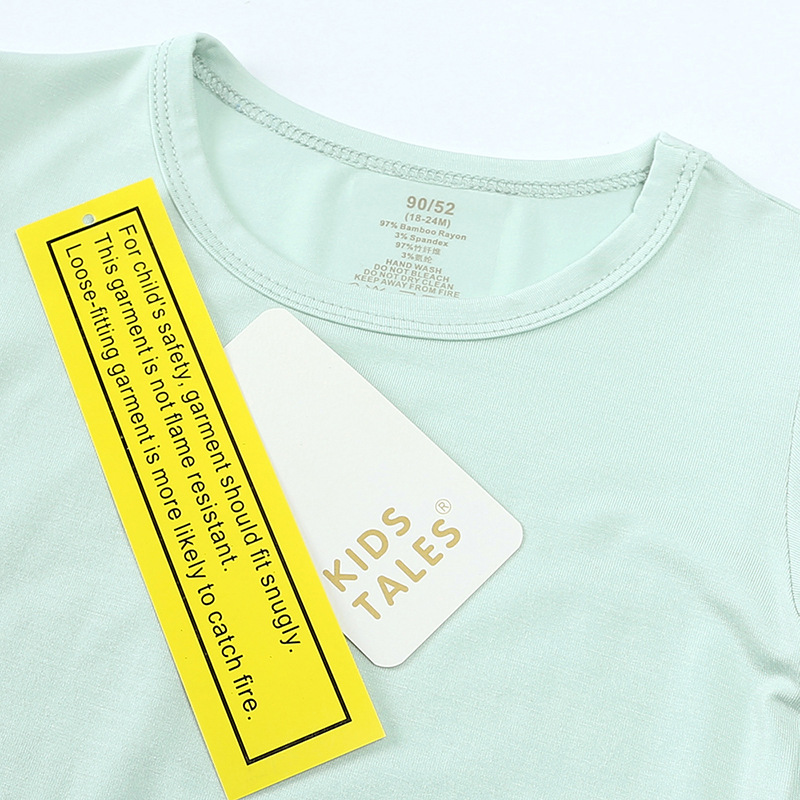 90/52
(18-24M)
97% Bamboo Rayon
3% Spandex
97%竹纤维
3%氨纶
HAND WASH
DO NOT BLEACH
DO NOT DRY CLEAN
KEEP AWAY FROM FIRE
For child's safety, garment should fit snugly.
This garment is not flame resistant.
Loose-fitting garment is more likely to catch fire.
KIDS
TALES®